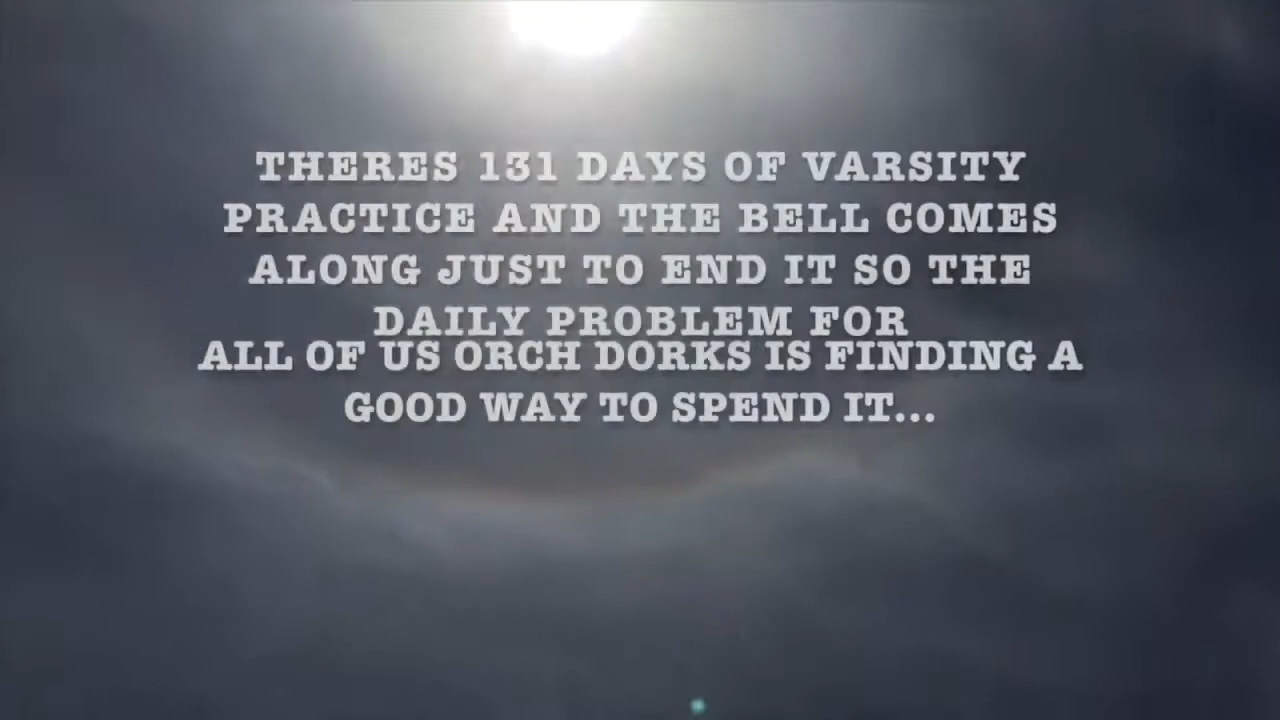 THERES 131 DAYS OF VARSITY
PRACTICE AND THE BELL COMES
ALONG JUST TO END IT SO THE
DAILY PROBLEM FOR
ALL OF US ORCH DORKS IS FINDING A
GOOD WAY TO SPEND IT...